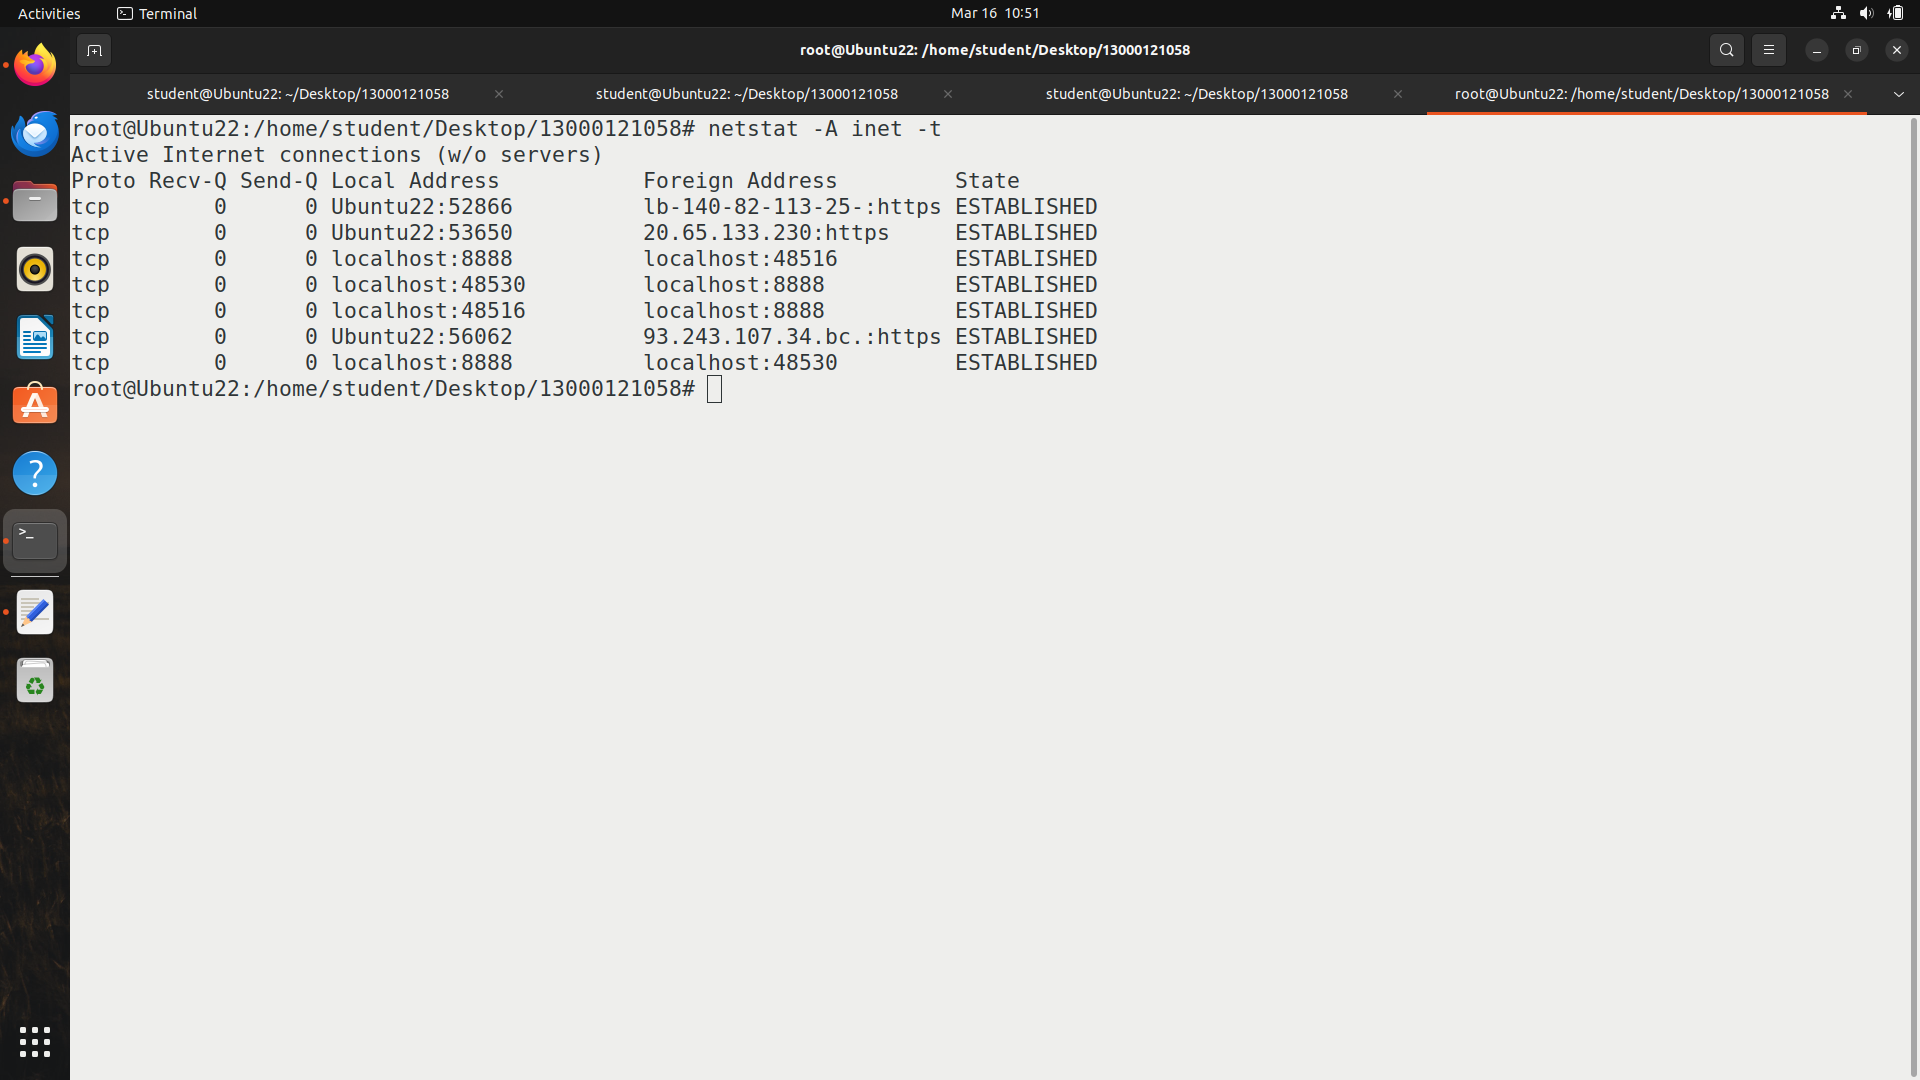 Activities Terminal Mar 16 10:51
root@Ubuntu22: /home/student/Desktop/13000121058
student@Ubuntu22: ~/Desktop/13000121058 student@Ubuntu22: ~/Desktop/13000121058 student@Ubuntu22: ~/Desktop/13000121058 root@Ubuntu22: /home/student/Desktop/13000121058
root@Ubuntu22:/home/student/Desktop/13000121058# netstat -A inet -t
Active Internet connections (w/o servers)
Proto Recv-Q Send-Q Local Address           Foreign Address         State
tcp        0      0 Ubuntu22:52866          lb-140-82-113-25-:https ESTABLISHED
tcp        0      0 Ubuntu22:53650          20.65.133.230:https     ESTABLISHED
tcp        0      0 localhost:8888          localhost:48516         ESTABLISHED
tcp        0      0 localhost:48530         localhost:8888          ESTABLISHED
tcp        0      0 localhost:48516         localhost:8888          ESTABLISHED
tcp        0      0 Ubuntu22:56062          93.243.107.34.bc.:https ESTABLISHED
tcp        0      0 localhost:8888          localhost:48530         ESTABLISHED
root@Ubuntu22:/home/student/Desktop/13000121058#